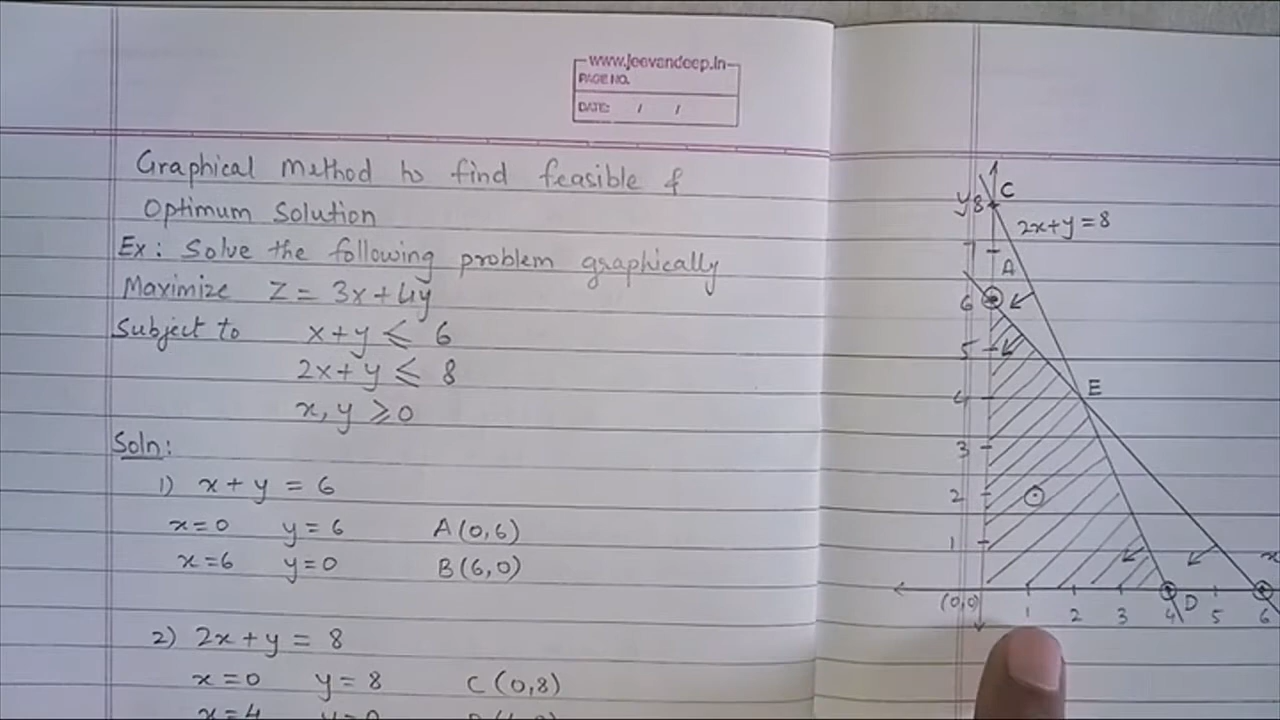 www.jeevandeep.in
PAGE NO.
DATE: / /
Graphical Method to find feasible &
Optimum Solution
Ex: Solve the following problem graphically
Maximize Z = 3x+4y
Subject to x+y ⩽ 6
2x+y ⩽ 8
x, y ⩾ 0
Soln:
1) x + y = 6
x=0 y=6 A(0,6)
x=6 y=0 B(6,0)
2) 2x+y = 8
x=0 y=8 C(0,8)
x=4
y 8 C
2x+y=8
7
A
6
5
4 E
3
2
1
x
(0,0) 1 2 3 4 D 5 6